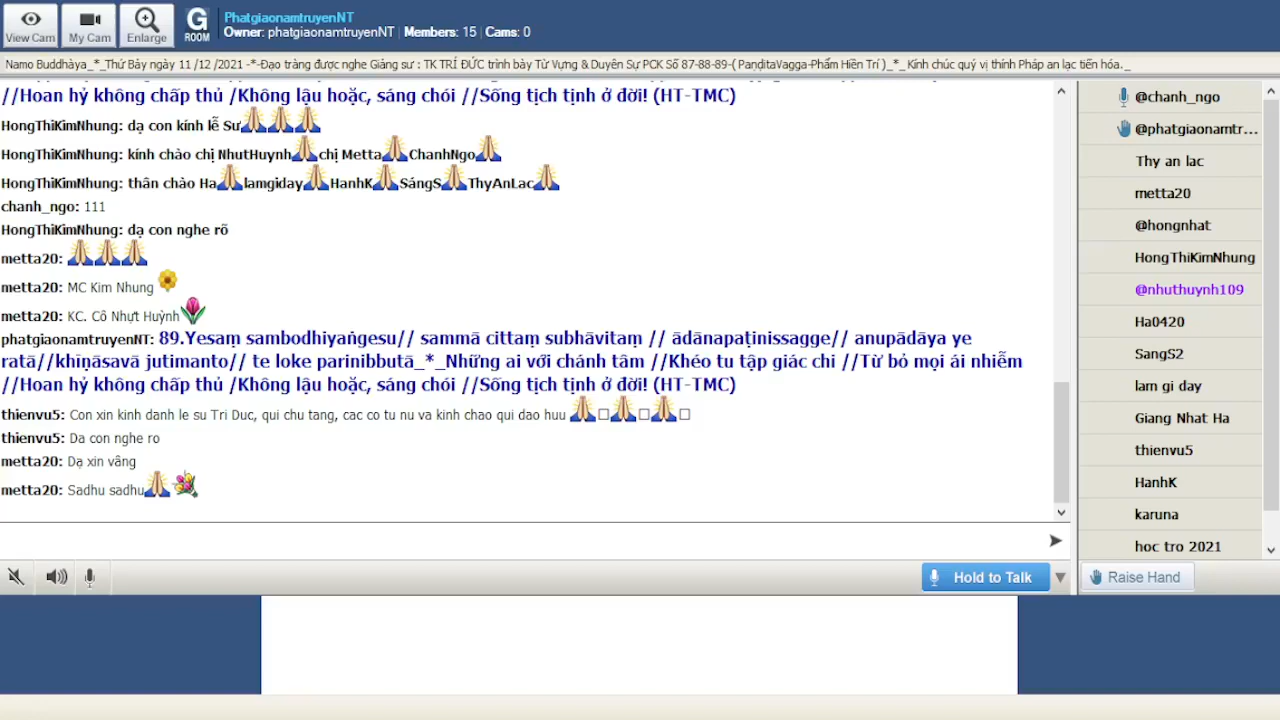 View Cam
My Cam
Enlarge
G
ROOM
PhatgiaonamtruyenNT
Owner: phatgiaonamtruyenNT | Members: 15 | Cams: 0
Namo Buddhàya_*_Thứ Bảy ngày 11 /12 /2021 -*-Đạo tràng được nghe Giảng sư : TK TRÍ ĐỨC trình bày Từ Vựng & Duyên Sự PCK Số 87-88-89-( PaṇḍitaVagga-Phẩm Hiền Trí )_*_ Kính chúc quý vị thính Pháp an lạc tiến hóa._
//Hoan hỷ không chấp thủ /Không lậu hoặc, sáng chói //Sống tịch tịnh ở đời! (HT-TMC)
HongThiKimNhung: dạ con kính lễ Sư🙏🙏🙏
HongThiKimNhung: kính chào chị NhutHuynh🙏chị Metta🙏ChanhNgo🙏
HongThiKimNhung: thân chào Ha🙏lamgiday🙏HanhK🙏SángS🙏ThyAnLac🙏
chanh_ngo: 111
HongThiKimNhung: dạ con nghe rõ
metta20: 🙏🙏🙏
metta20: MC Kim Nhung 🌼
metta20: KC. Cô Nhựt Huỳnh🌷
phatgiaonamtruyenNT: 89.Yesaṃ sambodhiyaṅgesu// sammā cittaṃ subhāvitaṃ // ādānapaṭinissagge// anupādāya ye
ratā//khīṇāsavā jutimanto// te loke parinibbutā_*_Những ai với chánh tâm //Khéo tu tập giác chi //Từ bỏ mọi ái nhiễm
//Hoan hỷ không chấp thủ /Không lậu hoặc, sáng chói //Sống tịch tịnh ở đời! (HT-TMC)
thienvu5: Con xin kinh danh le su Tri Duc, qui chu tang, cac co tu nu va kinh chao qui dao huu 🙏□🙏□🙏□
thienvu5: Da con nghe ro
metta20: Dạ xin vâng
metta20: Sadhu sadhu🙏💐
Hold to Talk
@chanh_ngo
@phatgiaonamtr...
Thy an lac
metta20
@hongnhat
HongThiKimNhung
@nhuthuynh109
Ha0420
SangS2
lam gi day
Giang Nhat Ha
thienvu5
HanhK
karuna
hoc tro 2021
Raise Hand